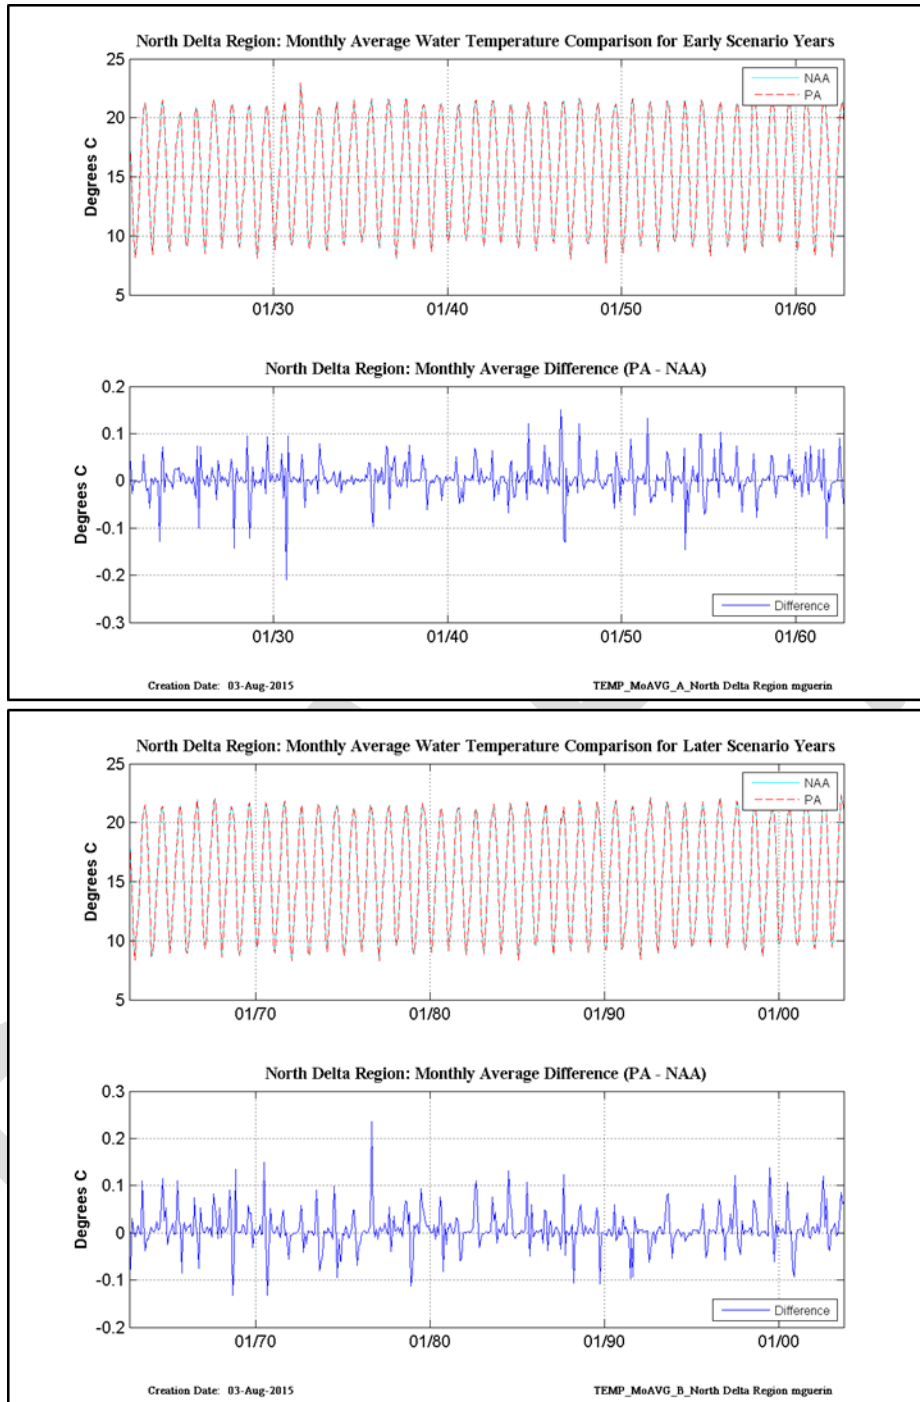 North Delta Region: Monthly Average Water Temperature Comparison for Early Scenario Years
25
20
15
10
5
Degrees C
NAA
PA
01/30 01/40 01/50 01/60
North Delta Region: Monthly Average Difference (PA - NAA)
0.2
0.1
0
-0.1
-0.2
-0.3
Degrees C
Difference
01/30 01/40 01/50 01/60
Creation Date: 03-Aug-2015 TEMP_MoAVG_A_North Delta Region mguerin
North Delta Region: Monthly Average Water Temperature Comparison for Later Scenario Years
25
20
15
10
5
Degrees C
NAA
PA
01/70 01/80 01/90 01/00
North Delta Region: Monthly Average Difference (PA - NAA)
0.3
0.2
0.1
0
-0.1
-0.2
Degrees C
Difference
01/70 01/80 01/90 01/00
Creation Date: 03-Aug-2015 TEMP_MoAVG_B_North Delta Region mguerin